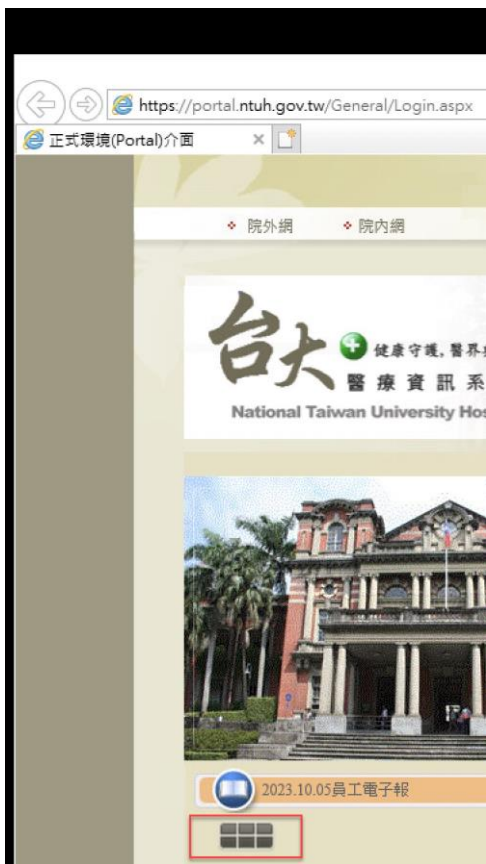 https://portal.ntuh.gov.tw/General/Login.aspx
正式環境(Portal)介面
院外網 院內網
台大
健康守護,醫界
醫療資訊系
National Taiwan University Hos
2023.10.05員工電子報